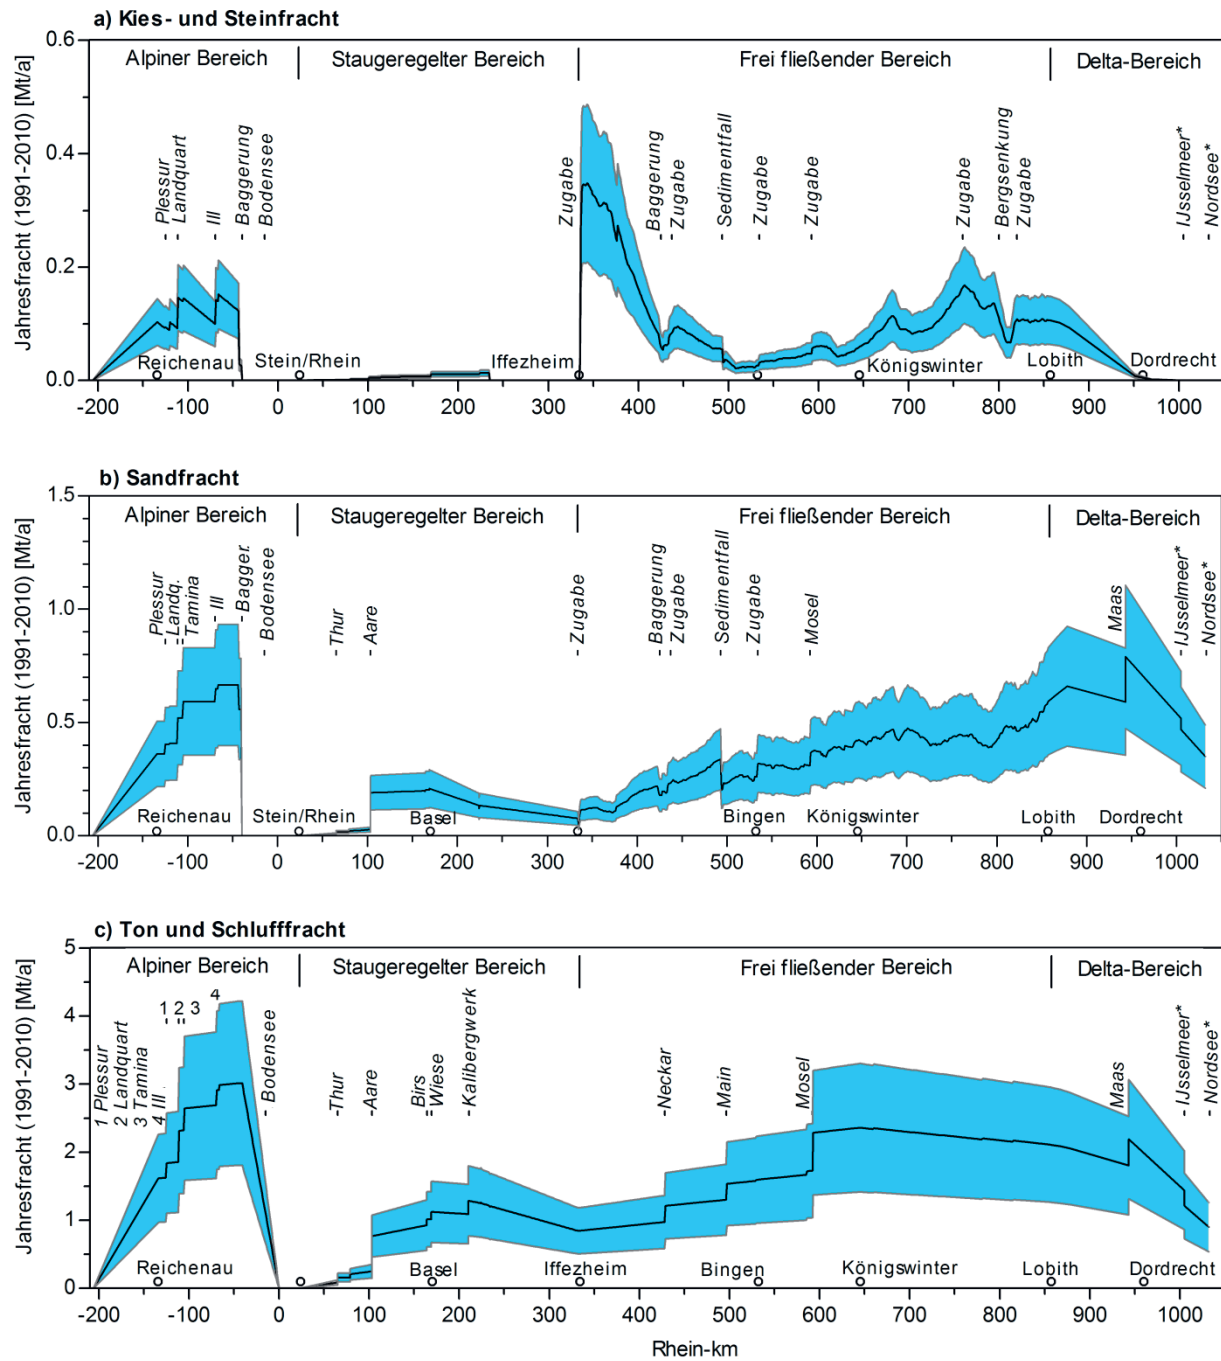 a) Kies- und Steinfracht
Jahresfracht (1991-2010) [Mt/a]
0.6
0.4
0.2
0.0
Alpiner Bereich
Staugeregelter Bereich
Frei fließender Bereich
Delta-Bereich
Plessur
Landquart
Ill
Baggerung
Bodensee
Zugabe
Baggerung
Zugabe
Sedimentfall
Zugabe
Zugabe
Zugabe
Bergsenkung
Zugabe
IJsselmeer*
Nordsee*
Reichenau
Stein/Rhein
Iffezheim
Königswinter
Lobith
Dordrecht
-200 -100 0 100 200 300 400 500 600 700 800 900 1000
b) Sandfracht
Jahresfracht (1991-2010) [Mt/a]
1.5
1.0
0.5
0.0
Alpiner Bereich
Staugeregelter Bereich
Frei fließender Bereich
Delta-Bereich
Plessur
Landq.
Tamina
Ill
Bagger.
Bodensee
Thur
Aare
Zugabe
Baggerung
Zugabe
Sedimentfall
Zugabe
Mosel
Maas
IJsselmeer*
Nordsee*
Reichenau
Stein/Rhein
Basel
Bingen
Königswinter
Lobith
Dordrecht
-200 -100 0 100 200 300 400 500 600 700 800 900 1000
c) Ton und Schlufffracht
Jahresfracht (1991-2010) [Mt/a]
5
4
3
2
1
0
Alpiner Bereich
Staugeregelter Bereich
Frei fließender Bereich
Delta-Bereich
1 2 3 4
1 Plessur
2 Landquart
3 Tamina
4 Ill
Bodensee
Thur
Aare
Birs
Wiese
Kalibergwerk
Neckar
Main
Mosel
Maas
IJsselmeer*
Nordsee*
Reichenau
Basel
Iffezheim
Bingen
Königswinter
Lobith
Dordrecht
-200 -100 0 100 200 300 400 500 600 700 800 900 1000
Rhein-km